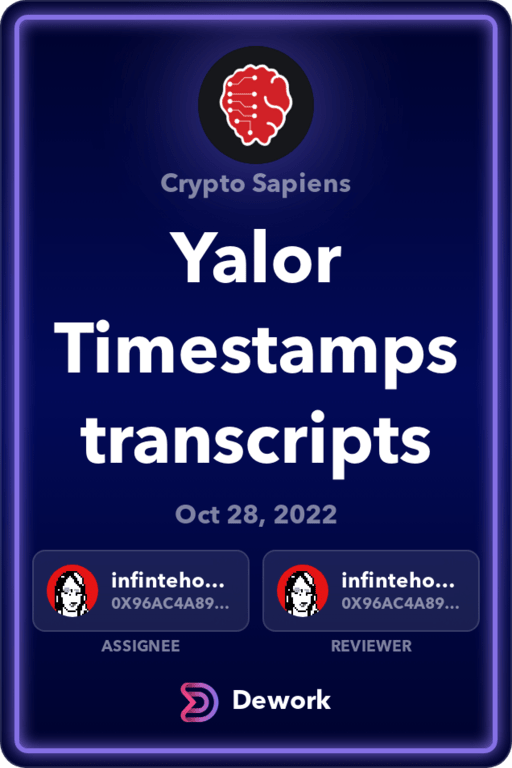 Crypto Sapiens
Yalor
Timestamps
transcripts
Oct 28, 2022
infinteho...
0X96AC4A89...
ASSIGNEE
infinteho...
0X96AC4A89...
REVIEWER
Dework